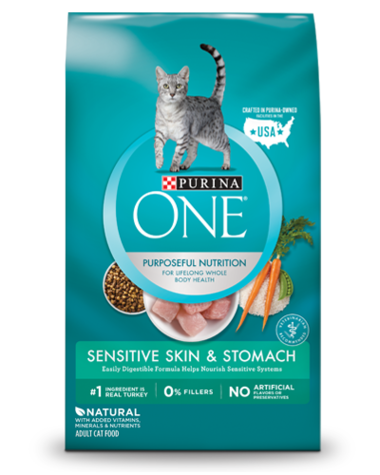 CRAFTED IN PURINA-OWNED
FACILITIES IN THE
USA
PURINA
ONE®
PURPOSEFUL NUTRITION
FOR LIFELONG WHOLE
BODY HEALTH
VETERINARIAN
RECOMMENDED
SENSITIVE SKIN & STOMACH
Easily Digestible Formula Helps Nourish Sensitive Systems
#1 INGREDIENT IS
REAL TURKEY
0% FILLERS
NO ARTIFICIAL
FLAVORS OR
PRESERVATIVES
NATURAL
WITH ADDED VITAMINS,
MINERALS & NUTRIENTS
ADULT CAT FOOD